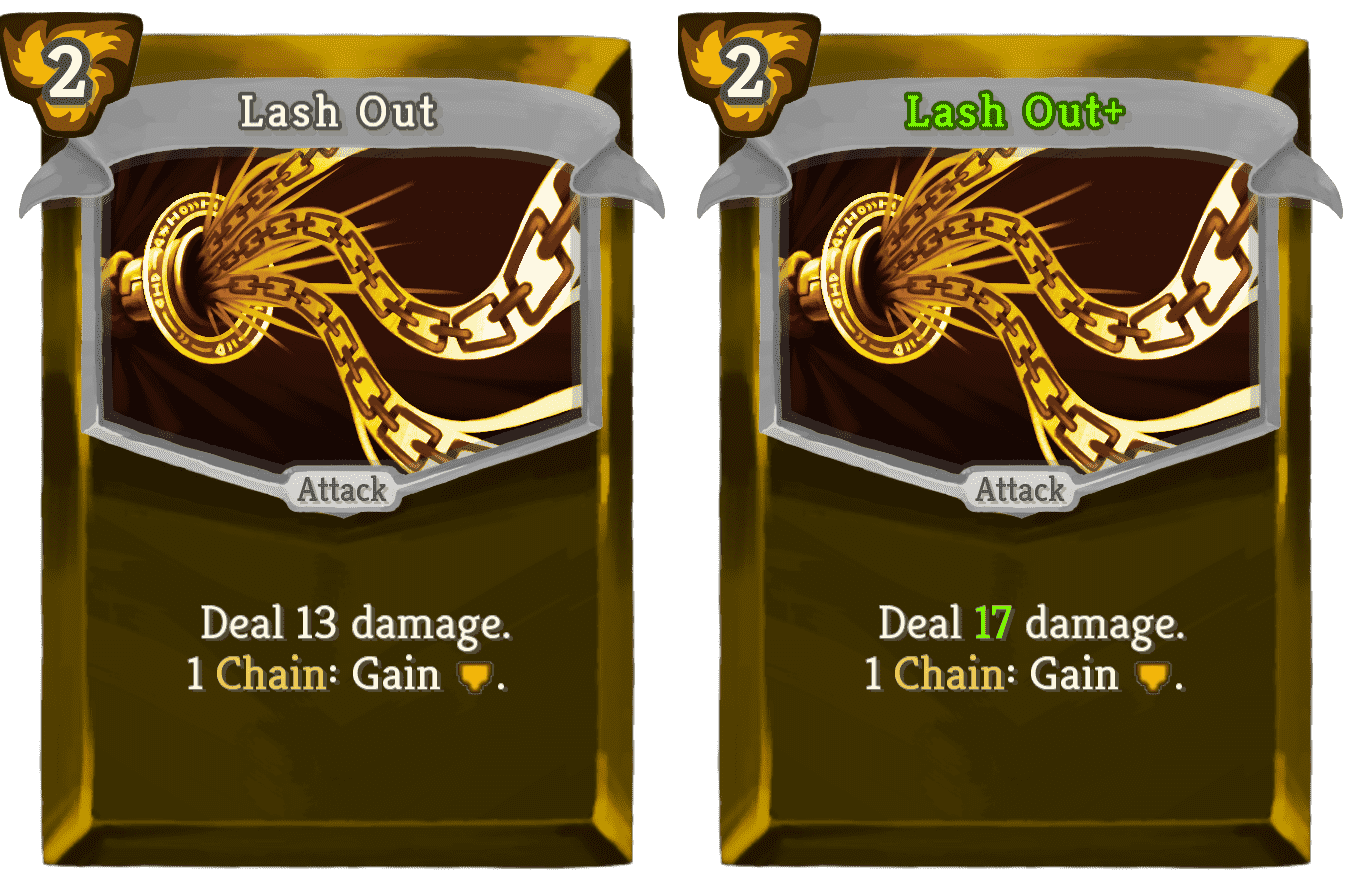 2
Lash Out
Attack
Deal 13 damage.
1 Chain: Gain .
2
Lash Out+
Attack
Deal 17 damage.
1 Chain: Gain .